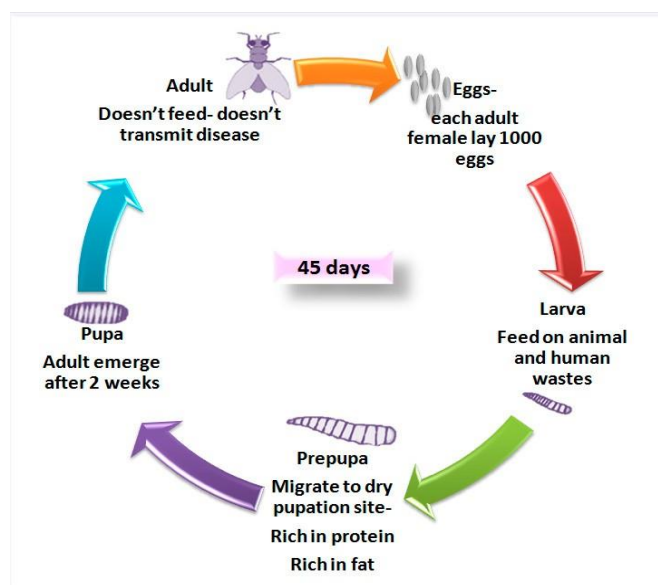 Adult
Doesn't feed- doesn't
transmit disease
Eggs-
each adult
female lay 1000
eggs
45 days
Larva
Feed on animal
and human
wastes
Prepupa
Migrate to dry
pupation site-
Rich in protein
Rich in fat
Pupa
Adult emerge
after 2 weeks